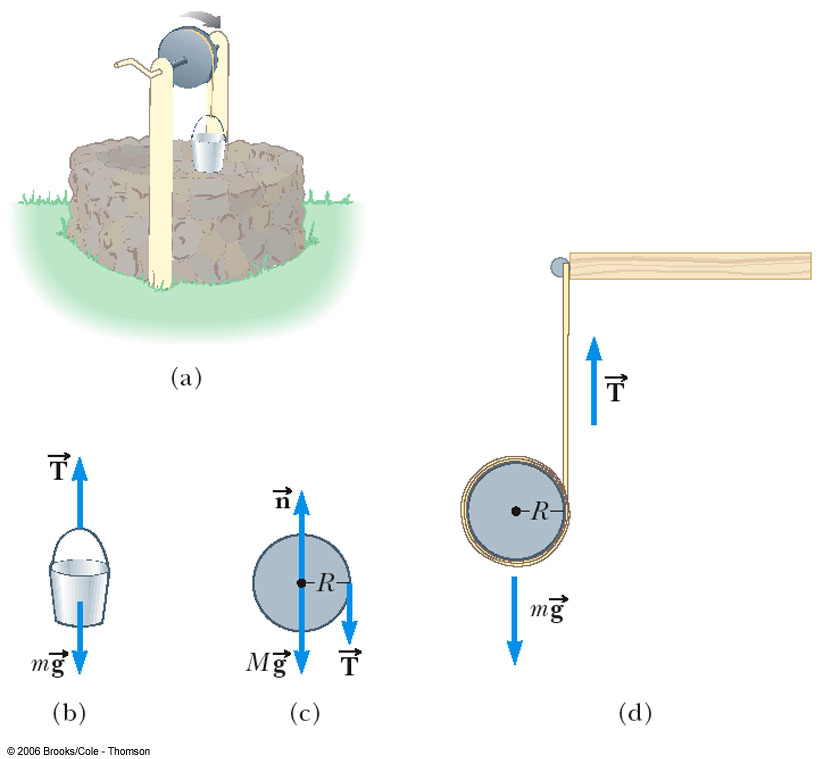 (a)
T
T
R
mg
n
R
Mg
T
mg
(b)
(c)
(d)
© 2006 Brooks/Cole - Thomson